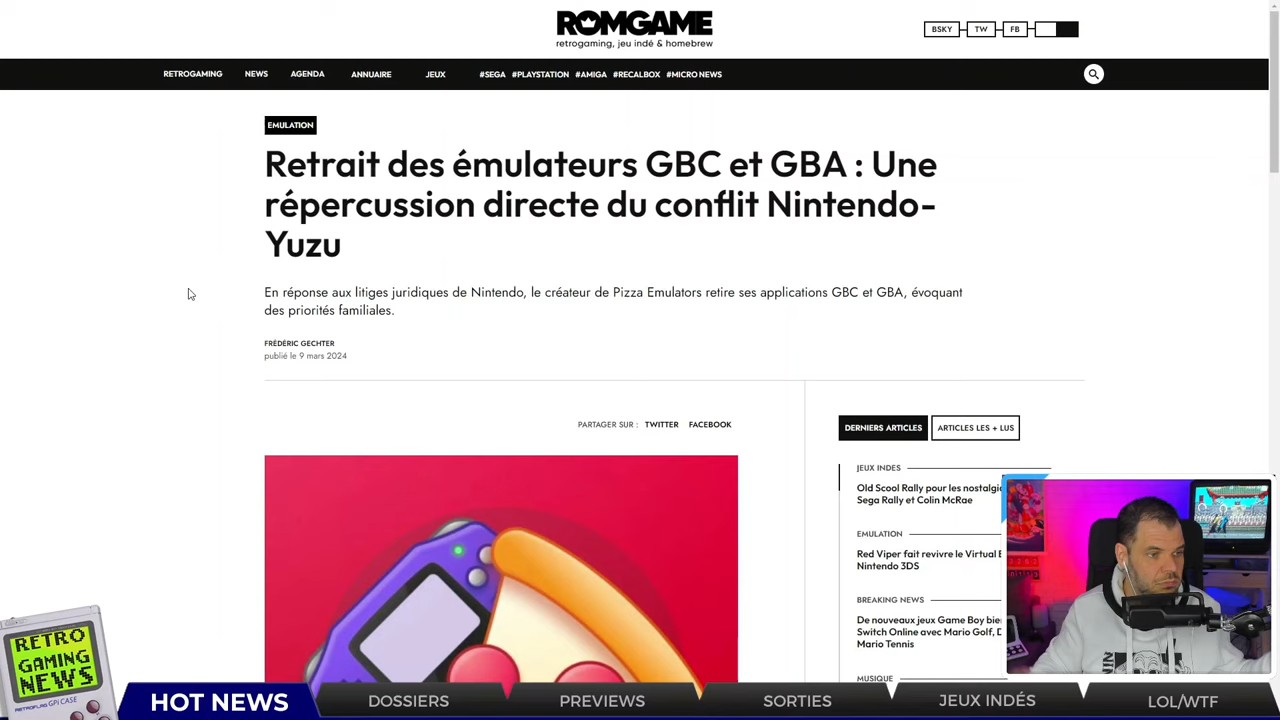 ROMGAME
retrogaming, jeu indé & homebrew
BSKY
TW
FB
RETROGAMING
NEWS
AGENDA
ANNUAIRE
JEUX
#SEGA
#PLAYSTATION
#AMIGA
#RECALBOX
#MICRO NEWS
EMULATION
Retrait des émulateurs GBC et GBA : Une
répercussion directe du conflit Nintendo-
Yuzu
En réponse aux litiges juridiques de Nintendo, le créateur de Pizza Emulators retire ses applications GBC et GBA, évoquant
des priorités familiales.
FRÉDÉRIC GECHTER
publié le 9 mars 2024
PARTAGER SUR :
TWITTER
FACEBOOK
DERNIERS ARTICLES
ARTICLES LES + LUS
JEUX INDES
Old Scool Rally pour les nostalgi
Sega Rally et Colin McRae
EMULATION
Red Viper fait revivre le Virtual
Nintendo 3DS
BREAKING NEWS
De nouveaux jeux Game Boy bie
Switch Online avec Mario Golf,
Mario Tennis
MUSIQUE
RETRO
GAMING
NEWS
RETROFLAG GPi CASE
HOT NEWS
DOSSIERS
PREVIEWS
SORTIES
JEUX INDÉS
LOL/WTF